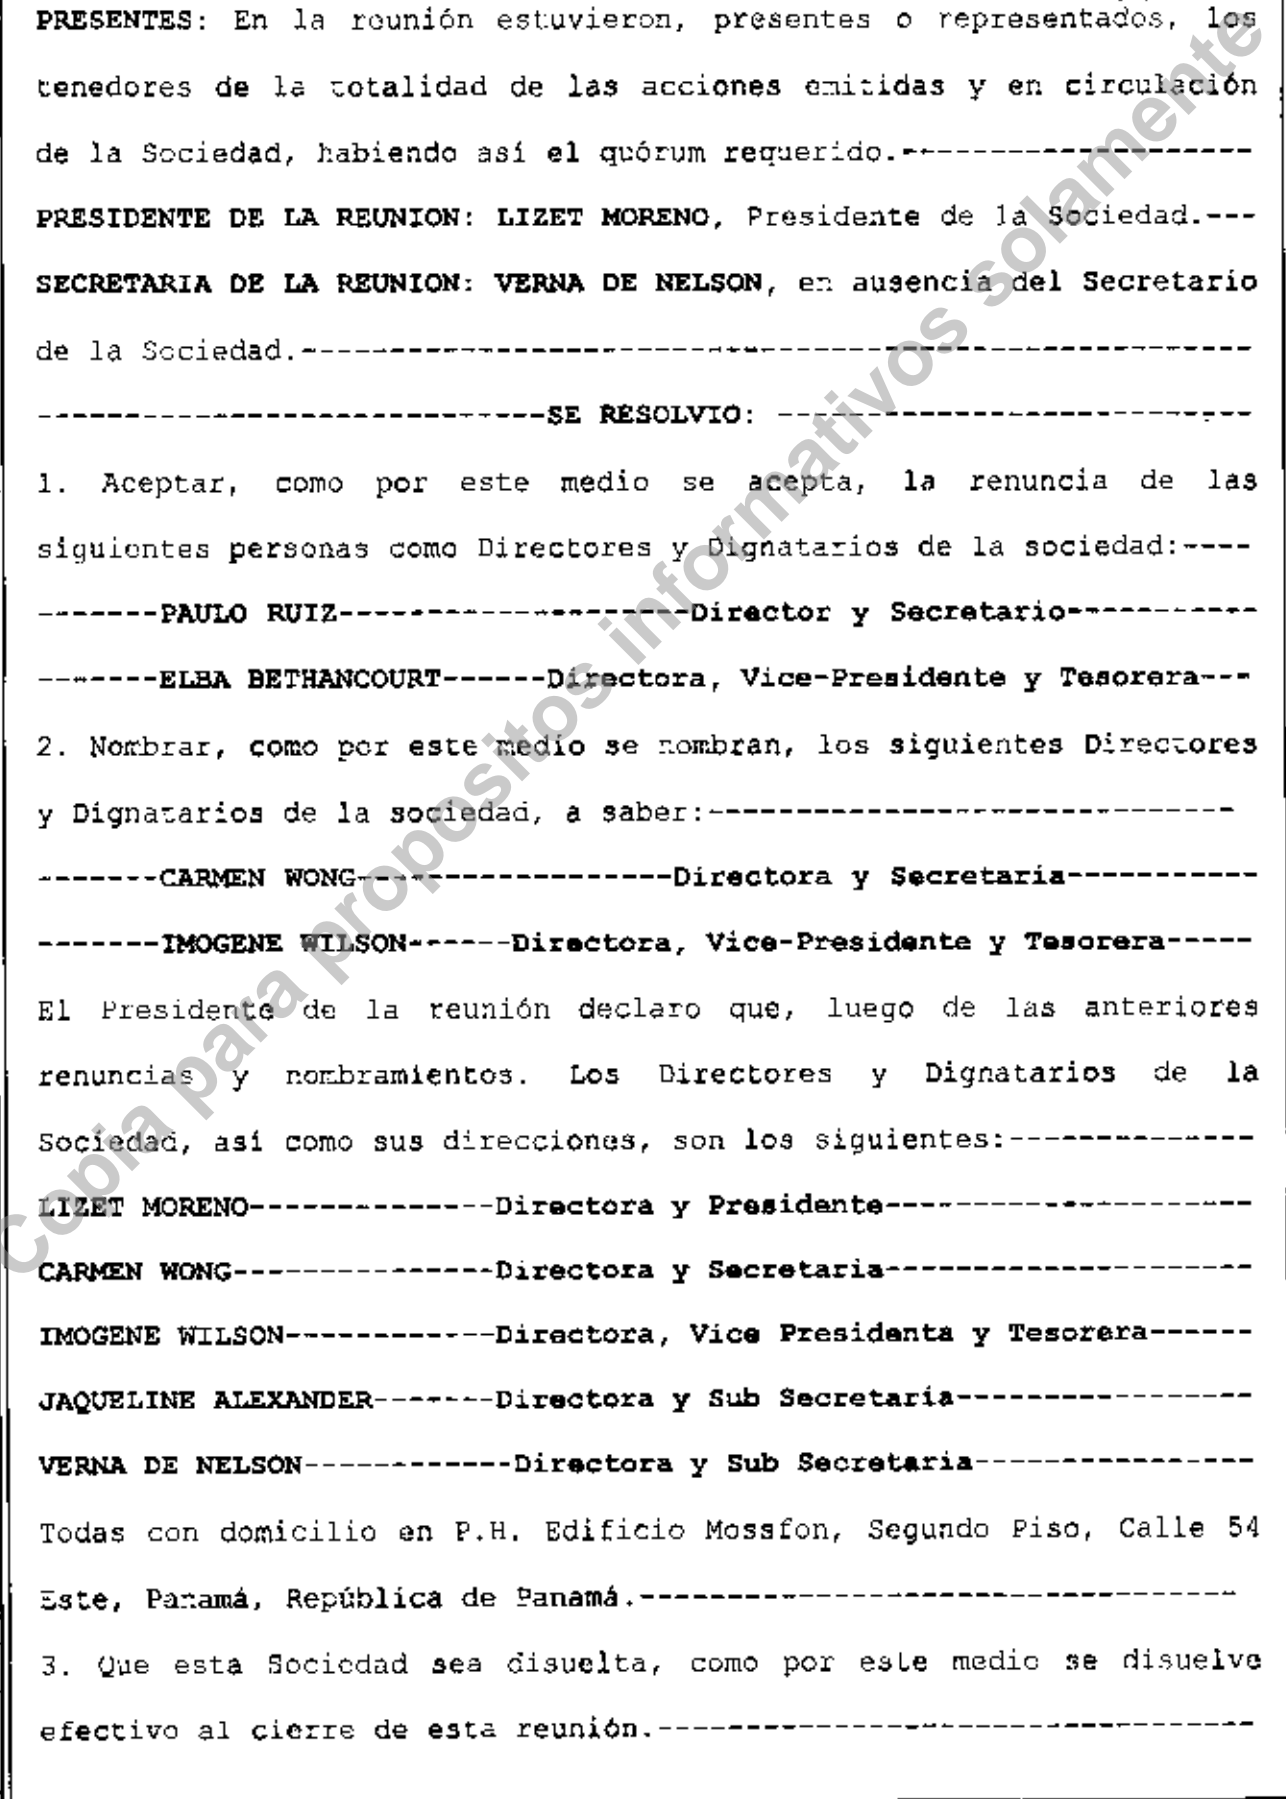 PRESENTES: En la reunión estuvieron, presentes o representados, los
tenedores de la totalidad de las acciones emitidas y en circulación
de la Sociedad, habiendo así el quórum requerido.--------------------
PRESIDENTE DE LA REUNION: LIZET MORENO, Presidente de la Sociedad.---
SECRETARIA DE LA REUNION: VERNA DE NELSON, en ausencia del Secretario
de la Sociedad.------------------------------------------------------
-----------------------------SE RESOLVIO: ---------------------------
1. Aceptar, como por este medio se acepta, la renuncia de las
siguientes personas como Directores y Dignatarios de la sociedad:----
-------PAULO RUIZ--------------------Director y Secretario-----------
-------ELBA BETHANCOURT------Directora, Vice-Presidente y Tesorera---
2. Nombrar, como por este medio se nombran, los siguientes Directores
y Dignatarios de la sociedad, a saber:------------------------------
-------CARMEN WONG------------------Directora y Secretaria-----------
-------IMOGENE WILSON------Directora, Vice-Presidente y Tesorera-----
El Presidente de la reunión declaro que, luego de las anteriores
renuncias y nombramientos. Los Directores y Dignatarios de la
Sociedad, así como sus direcciones, son los siguientes:--------------
LIZET MORENO--------------Directora y Presidente---------------------
CARMEN WONG---------------Directora y Secretaria---------------------
IMOGENE WILSON------------Directora, Vice Presidenta y Tesorera------
JAQUELINE ALEXANDER-------Directora y Sub Secretaria-----------------
VERNA DE NELSON------------Directora y Sub Secretaria----------------
Todas con domicilio en P.H. Edificio Mossfon, Segundo Piso, Calle 54
Este, Panamá, República de Panamá.----------------------------------
3. Que esta Sociedad sea disuelta, como por este medio se disuelve
efectivo al cierre de esta reunión.----------------------------------
Copia para propositos informativos solamente